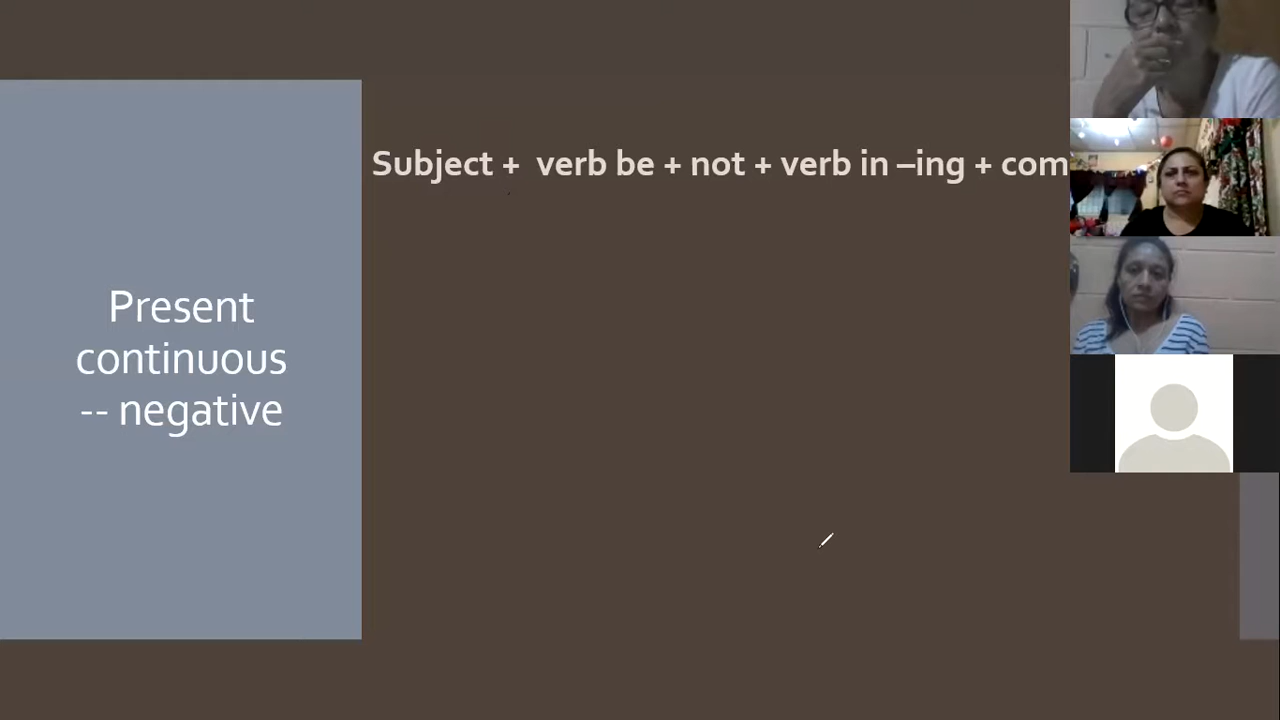 Subject + verb be + not + verb in –ing + com
Present
continuous
-- negative